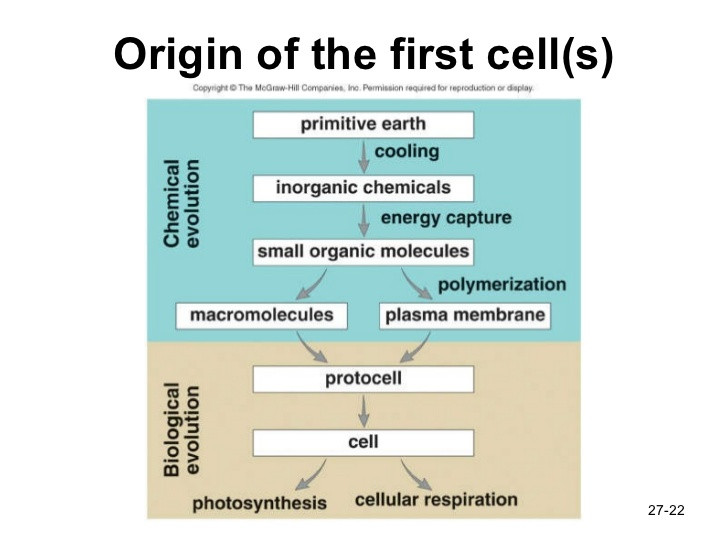 Origin of the first cell(s)
Copyright © The McGraw-Hill Companies, Inc. Permission required for reproduction or display.
primitive earth
cooling
Chemical
evolution
inorganic chemicals
energy capture
small organic molecules
polymerization
macromolecules
plasma membrane
protocell
Biological
evolution
cell
photosynthesis
cellular respiration
27-22